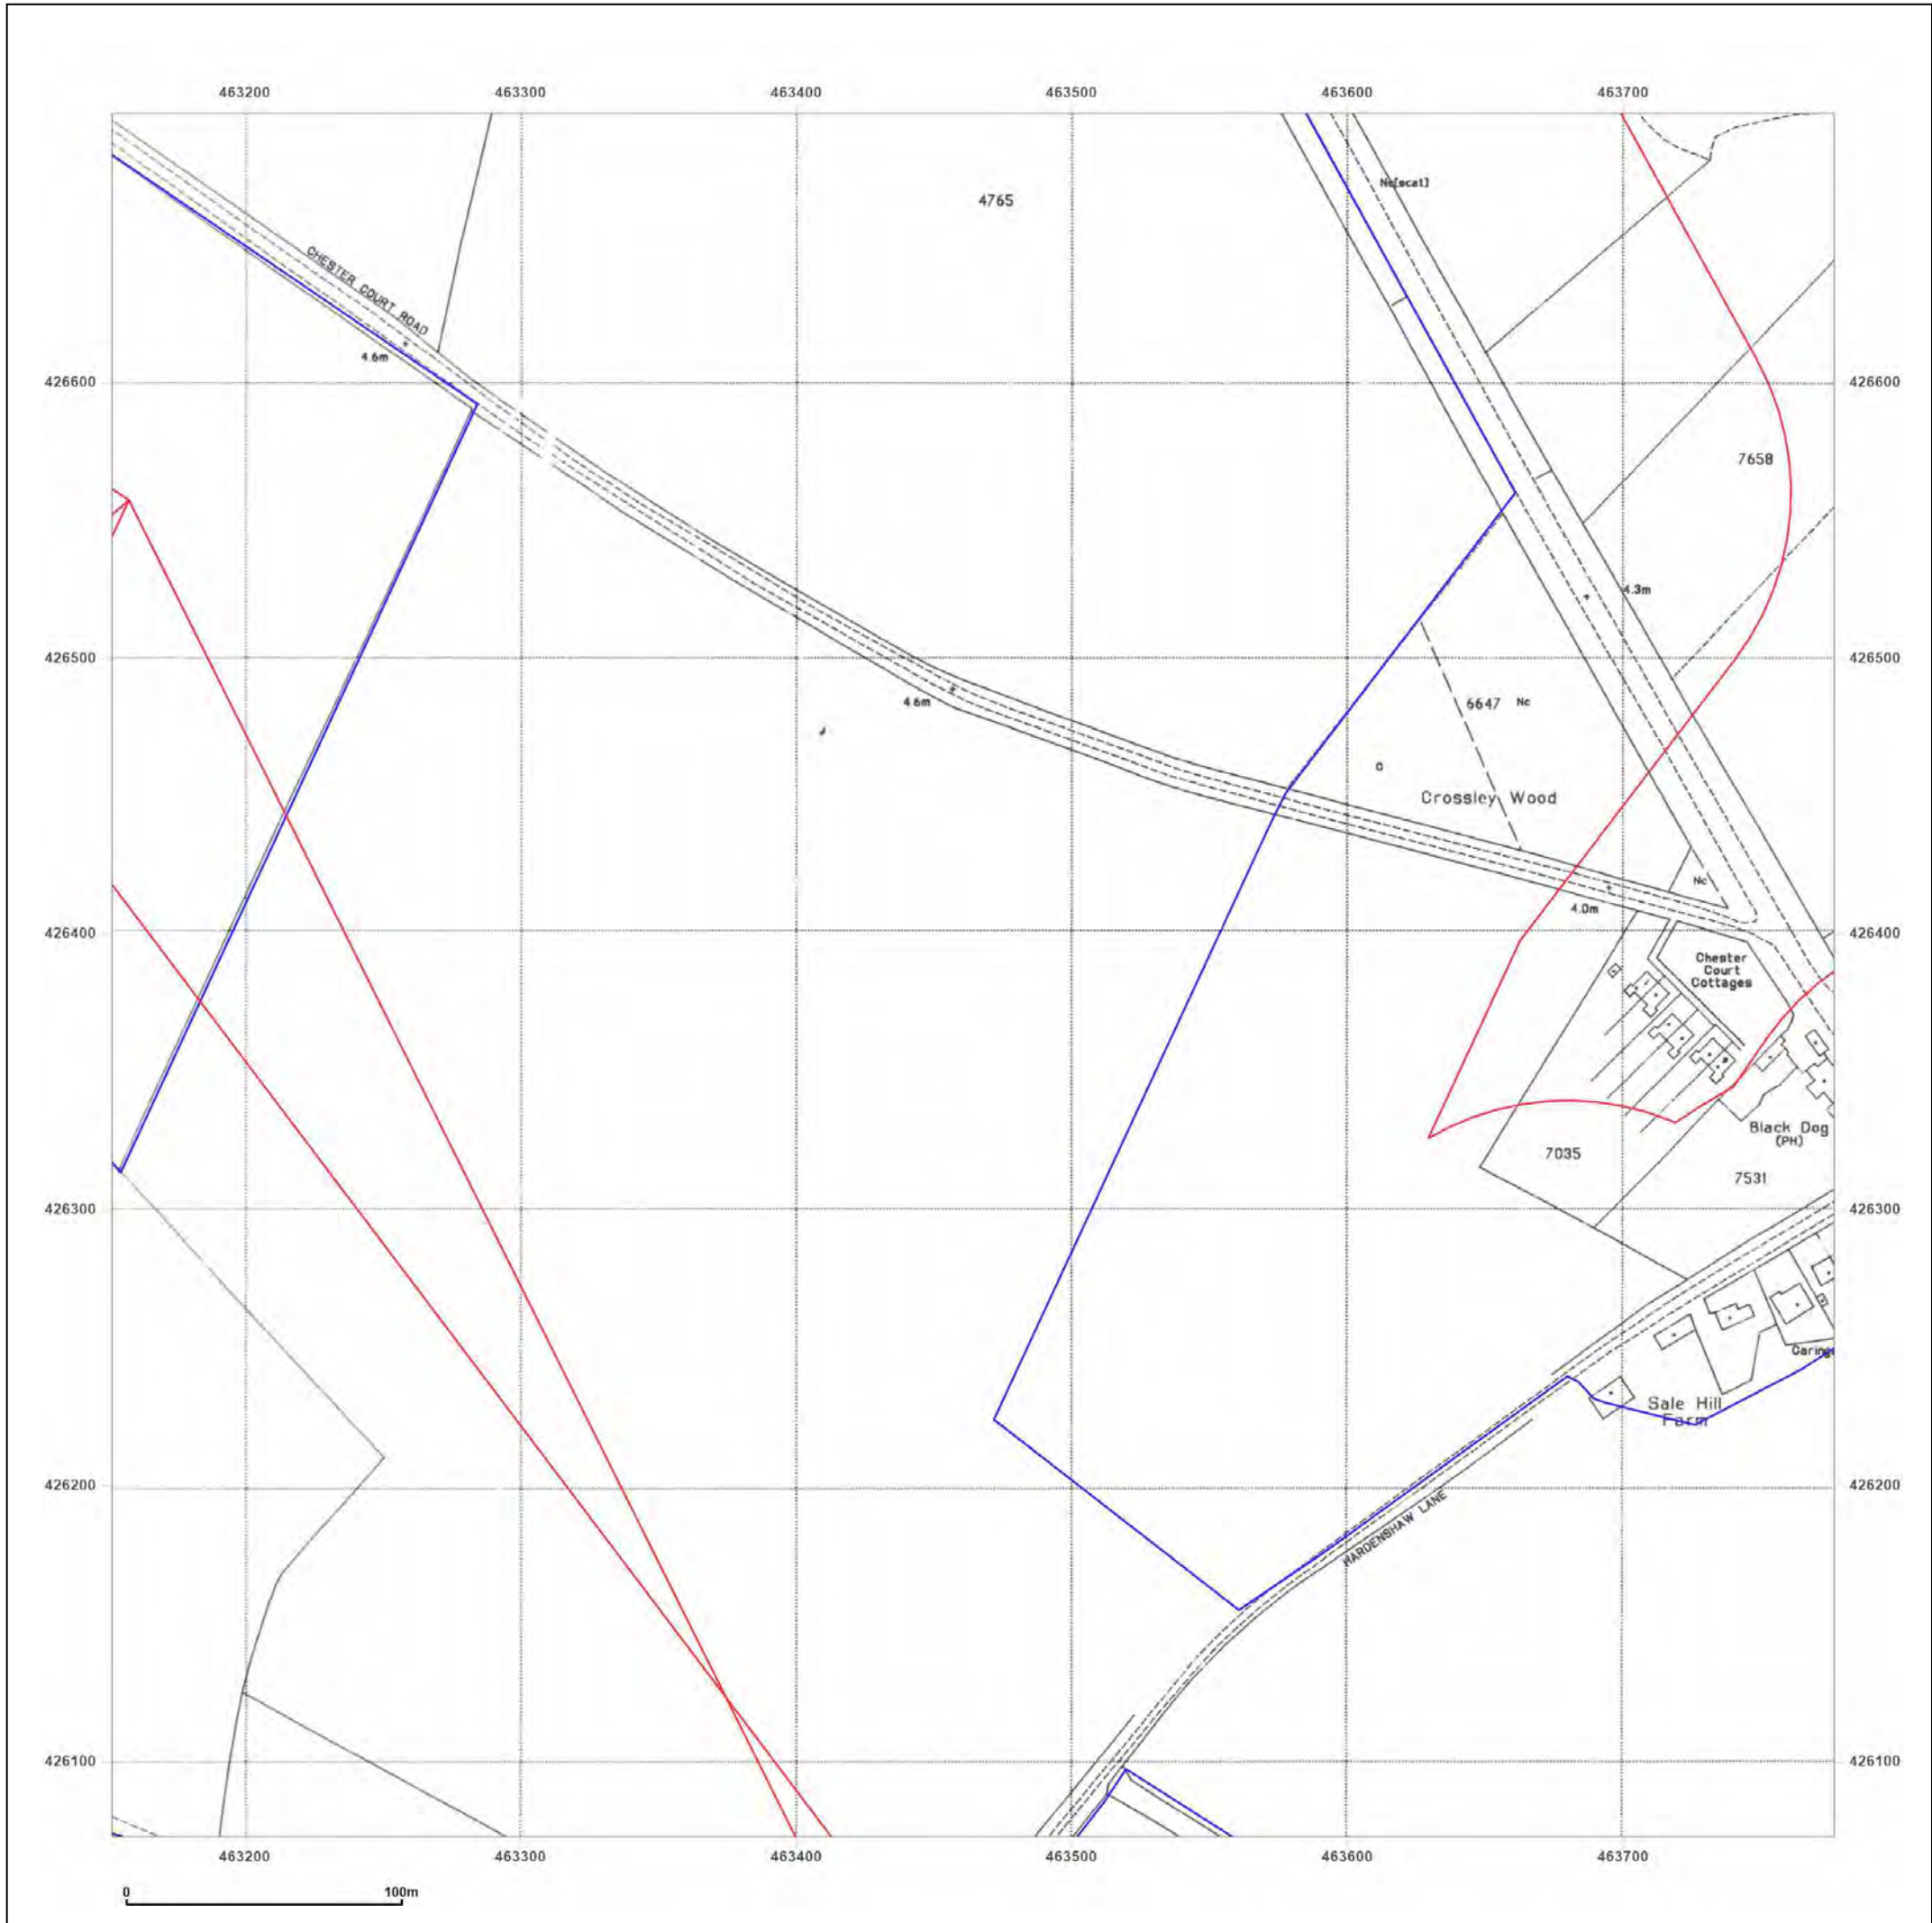 463200 463300 463400 463500 463600 463700
Nc[scat]
4765
CHESTER COURT ROAD
4.6m
426600 426600
7658
4.3m
426500 426500
4.6m
6647 Nc
Crossley Wood
Nc
4.0m
426400 426400
Chester
Court
Cottages
Black Dog
(PH)
7035
7531
426300 426300
Sale Hill
Farm
426200 426200
HARDENSHAW LANE
426100 426100
463200 463300 463400 463500 463600 463700
0 100m